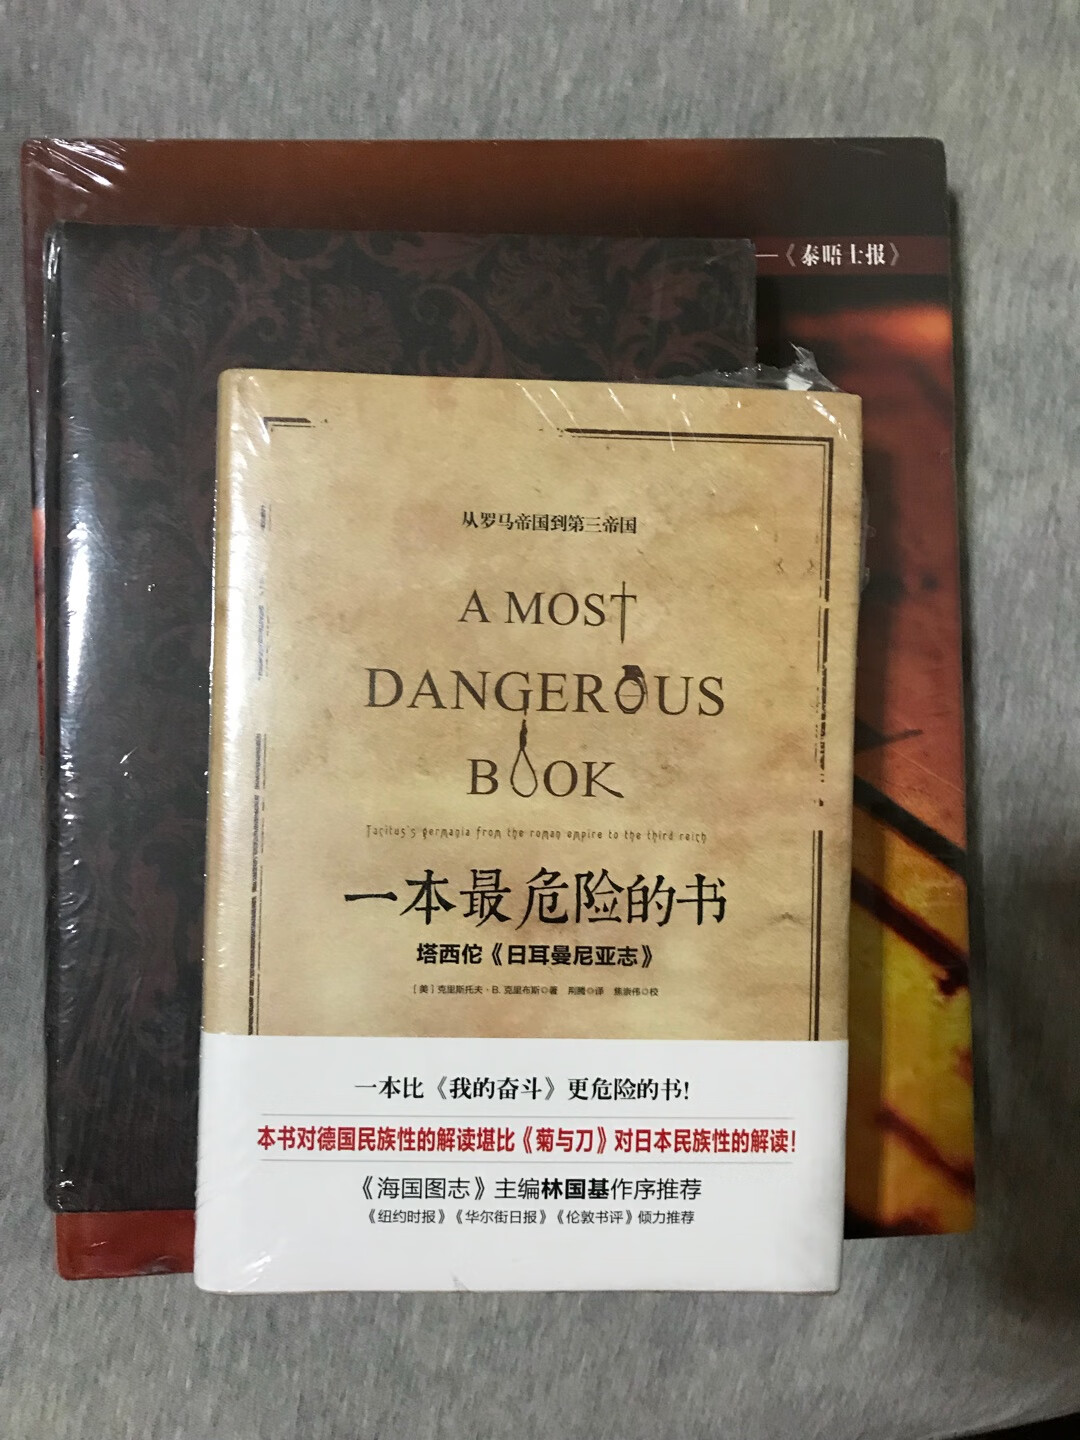 —《泰晤士报》
从罗马帝国到第三帝国
A MOST
DANGEROUS
BOOK
Tacitus's germania from the roman empire to the third reich
一本最危险的书
塔西佗《日耳曼尼亚志》
[美]克里斯托夫·B.克里布斯◎著 荆腾◎译 焦崇伟◎校
一本比《我的奋斗》更危险的书!
本书对德国民族性的解读堪比《菊与刀》对日本民族性的解读!
《海国图志》主编林国基作序推荐
《纽约时报》《华尔街日报》《伦敦书评》倾力推荐